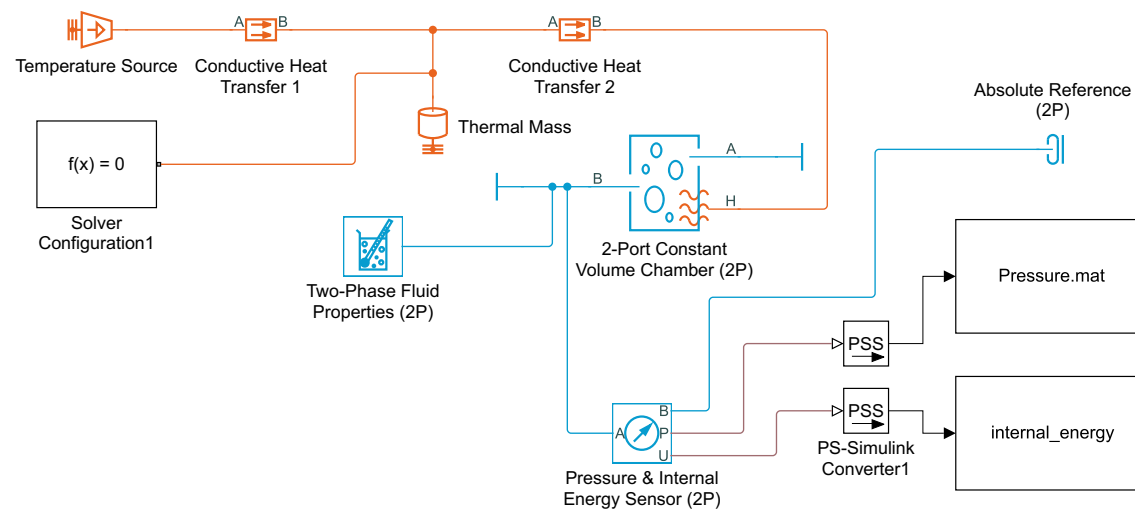 A B
A B
Temperature Source
Conductive Heat
Transfer 1
Conductive Heat
Transfer 2
Absolute Reference
(2P)
Thermal Mass
f(x) = 0
A
B
H
Solver
Configuration1
2-Port Constant
Volume Chamber (2P)
Pressure.mat
Two-Phase Fluid
Properties (2P)
PSS
PSS
B
A P
U
internal_energy
PS-Simulink
Converter1
Pressure & Internal
Energy Sensor (2P)